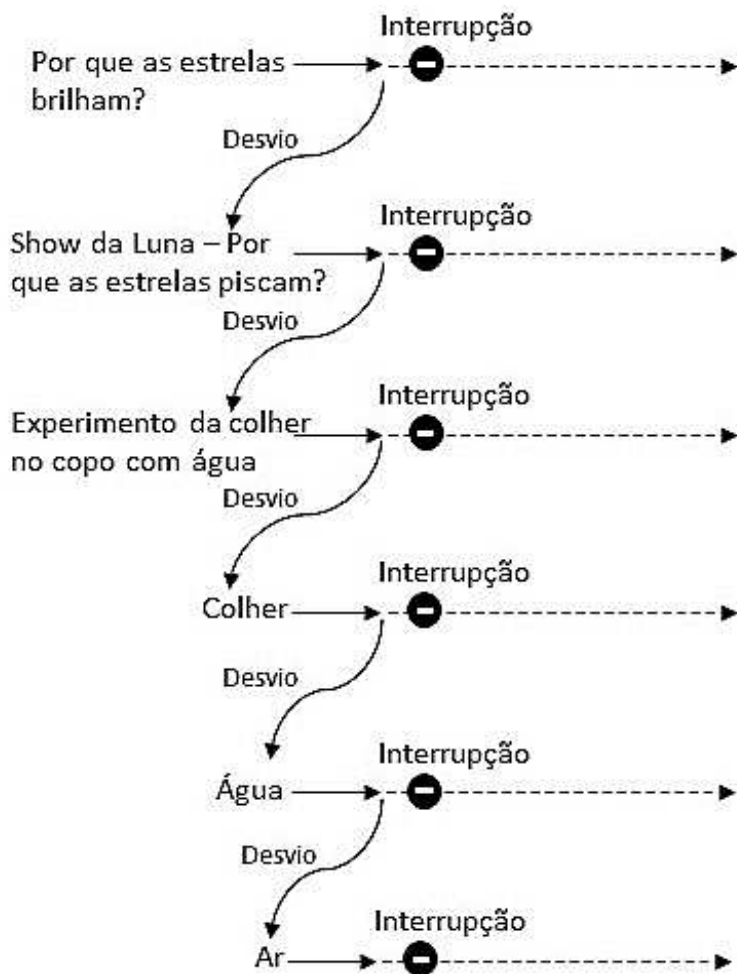 Interrupção
Por que as estrelas
brilham?
Desvio
Interrupção
Show da Luna – Por
que as estrelas piscam?
Desvio
Interrupção
Experimento da colher
no copo com água
Desvio
Interrupção
Colher
Desvio
Interrupção
Água
Desvio
Interrupção
Ar